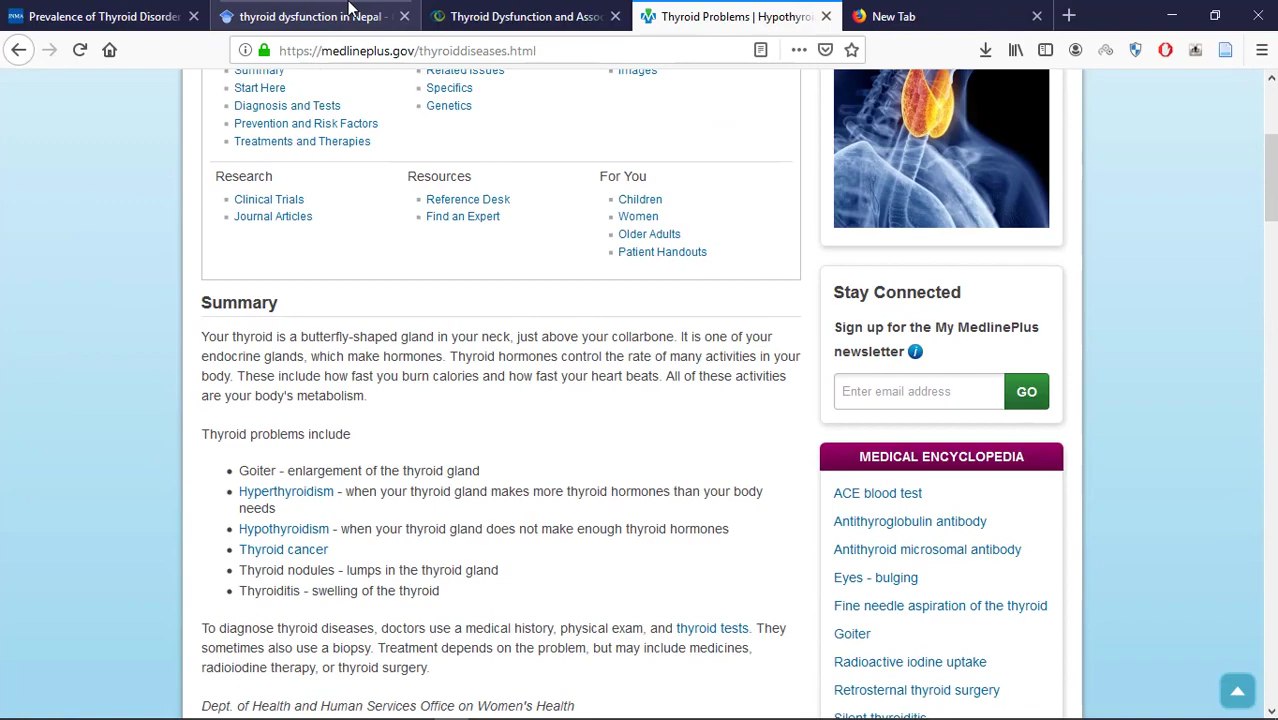 Prevalence of Thyroid Disorder
thyroid dysfunction in Nepal -
Thyroid Dysfunction and Asso
Thyroid Problems | Hypothyro
New Tab
https://medlineplus.gov/thyroiddiseases.html
Summary
Start Here
Diagnosis and Tests
Prevention and Risk Factors
Treatments and Therapies
Related Issues
Specifics
Genetics
Images
Research
Clinical Trials
Journal Articles
Resources
Reference Desk
Find an Expert
For You
Children
Women
Older Adults
Patient Handouts
Summary
Your thyroid is a butterfly-shaped gland in your neck, just above your collarbone. It is one of your
endocrine glands, which make hormones. Thyroid hormones control the rate of many activities in your
body. These include how fast you burn calories and how fast your heart beats. All of these activities
are your body's metabolism.
Thyroid problems include
Goiter - enlargement of the thyroid gland
Hyperthyroidism - when your thyroid gland makes more thyroid hormones than your body
needs
Hypothyroidism - when your thyroid gland does not make enough thyroid hormones
Thyroid cancer
Thyroid nodules - lumps in the thyroid gland
Thyroiditis - swelling of the thyroid
To diagnose thyroid diseases, doctors use a medical history, physical exam, and thyroid tests. They
sometimes also use a biopsy. Treatment depends on the problem, but may include medicines,
radioiodine therapy, or thyroid surgery.
Dept. of Health and Human Services Office on Women's Health
Stay Connected
Sign up for the My MedlinePlus
newsletter
Enter email address
GO
MEDICAL ENCYCLOPEDIA
ACE blood test
Antithyroglobulin antibody
Antithyroid microsomal antibody
Eyes - bulging
Fine needle aspiration of the thyroid
Goiter
Radioactive iodine uptake
Retrosternal thyroid surgery
Silent thyroiditis